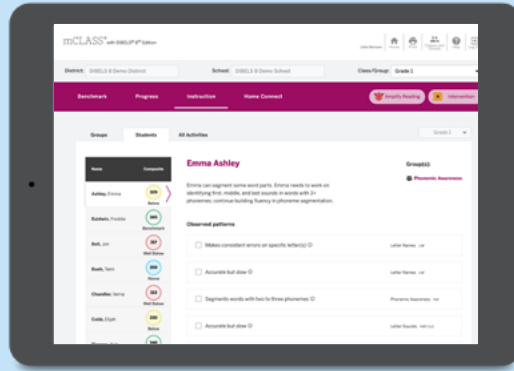 mCLASS® with DIBELS® 8th Edition
Home
Print
Help
District: DIBELS 8 Demo District School: DIBELS 8 Demo School Class/Group: Grade 1
Benchmark Progress Instruction Home Connect Amplify Reading Intervention
Groups Students All Activities Grade 1
Name Composite
Emma Ashley
Group(s):
Phonemic Awareness
Emma can segment some word parts. Emma needs to work on
identifying first, middle, and last sounds in words with 3+
phonemes; continue building fluency in phoneme segmentation.
Observed patterns
Ashley, Emma
Below
Baldwin, Freddie
Benchmark
Bell, Jon
Well Below
Bush, Tami
Above
Chandler, Verna
Well Below
Cobb, Elijah
Below
Makes consistent errors on specific letter(s) Letter Names
Accurate but slow Letter Names
Segments words with two to three phonemes Phonemic Awareness
Accurate but slow Letter Sounds